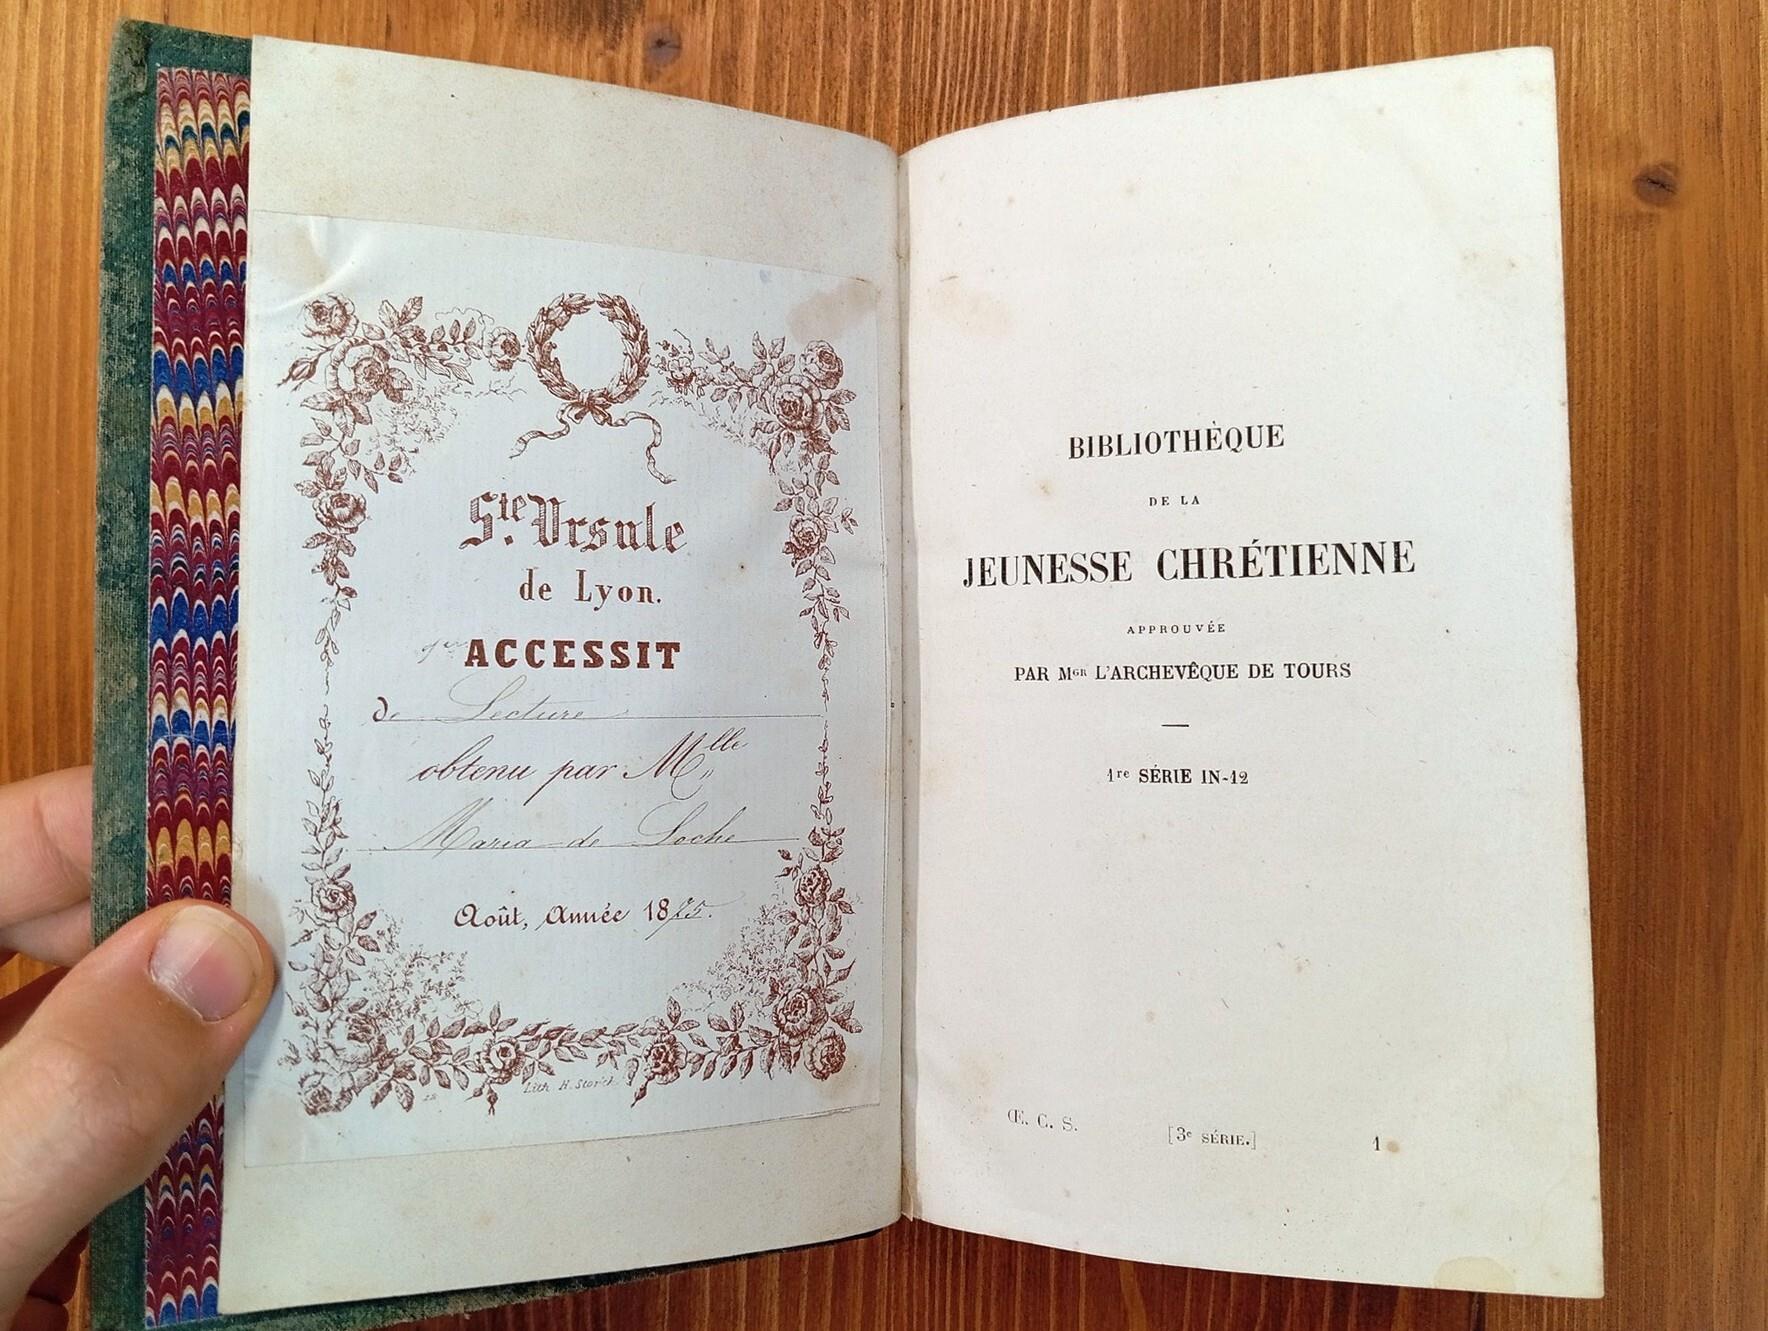 Ste. Ursule
de Lyon.
1er ACCESSIT
De Lecture
obtenu par Mlle
Maria de Loche
Août, Année 1875.
Lith H. Storck
BIBLIOTHÈQUE
DE LA
JEUNESSE CHRÉTIENNE
APPROUVÉE
PAR MGR L'ARCHEVÊQUE DE TOURS
1re SÉRIE IN-12
Œ. C. S. [3e SÉRIE.] 1